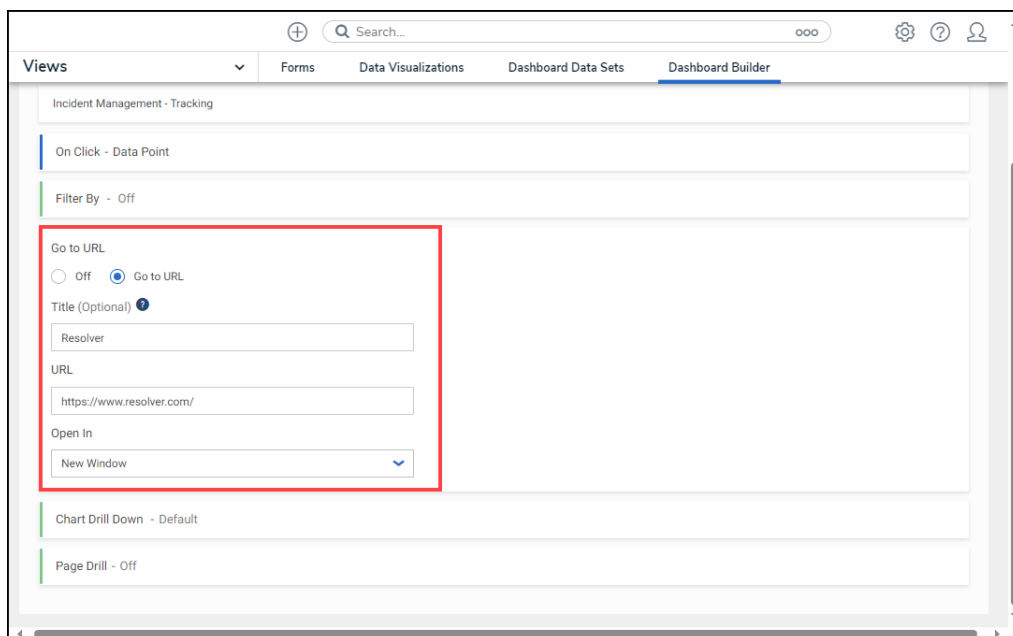 Search...
Views
Forms Data Visualizations Dashboard Data Sets Dashboard Builder
Incident Management - Tracking
On Click - Data Point
Filter By - Off
Go to URL
Off Go to URL
Title (Optional) ?
Resolver
URL
https://www.resolver.com/
Open In
New Window
Chart Drill Down - Default
Page Drill - Off